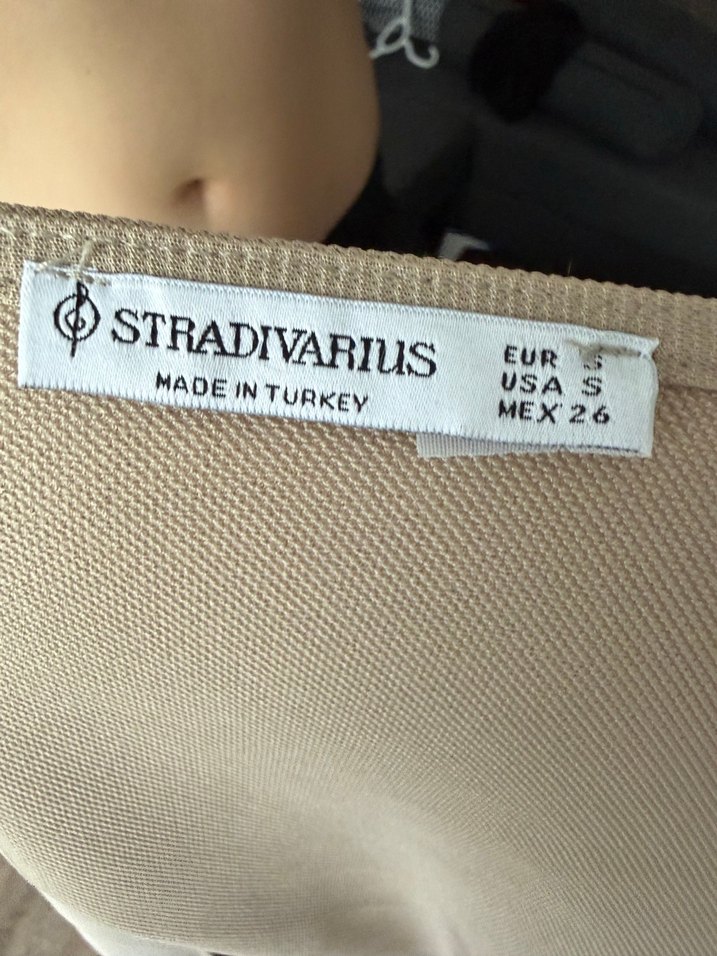 STRADIVARIUS
MADE IN TURKEY
EUR S
USA S
MEX 26